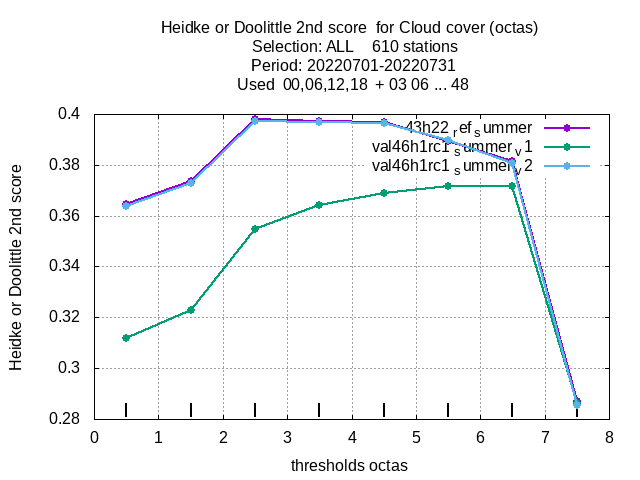 Heidke or Doolittle 2nd score  for Cloud cover (octas)
Selection: ALL    610 stations
Period: 20220701-20220731
Used  00,06,12,18  + 03 06 ... 48
43h22_ref_summer
val46h1rc1_summer_v1
val46h1rc1_summer_v2
0.4
0.38
0.36
0.34
0.32
0.3
0.28
Heidke or Doolittle 2nd score
0 1 2 3 4 5 6 7 8
thresholds octas